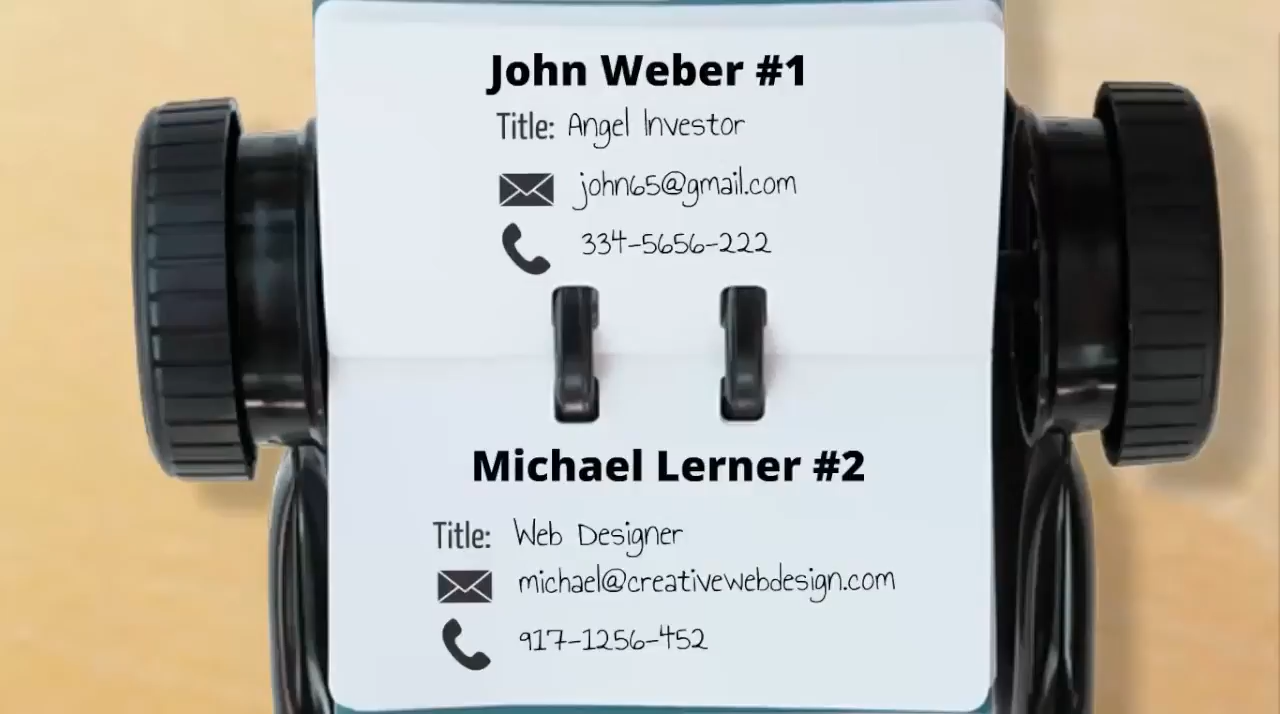 John Weber #1
Title: Angel Investor
john65@gmail.com
334-5656-222
Michael Lerner #2
Title: Web Designer
michael@creativewebdesign.com
917-1256-452